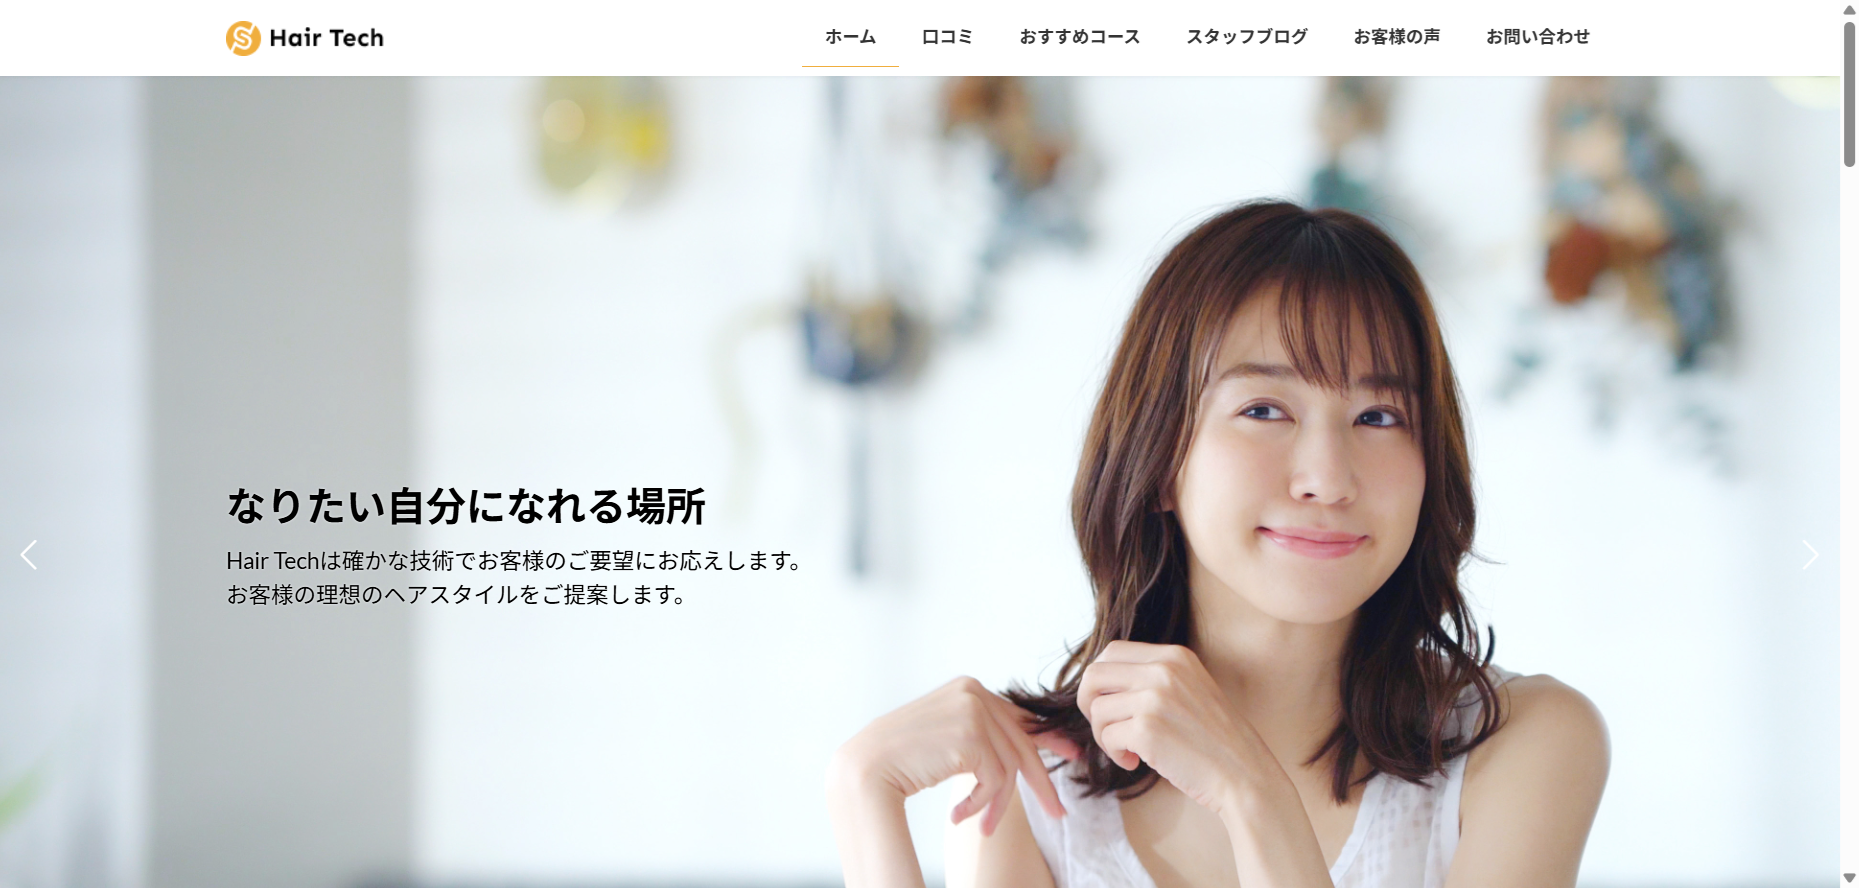 Hair Tech
ホーム 口コミ おすすめコース スタッフブログ お客様の声 お問い合わせ
なりたい自分になれる場所
Hair Techは確かな技術でお客様のご要望にお応えします。
お客様の理想のヘアスタイルをご提案します。